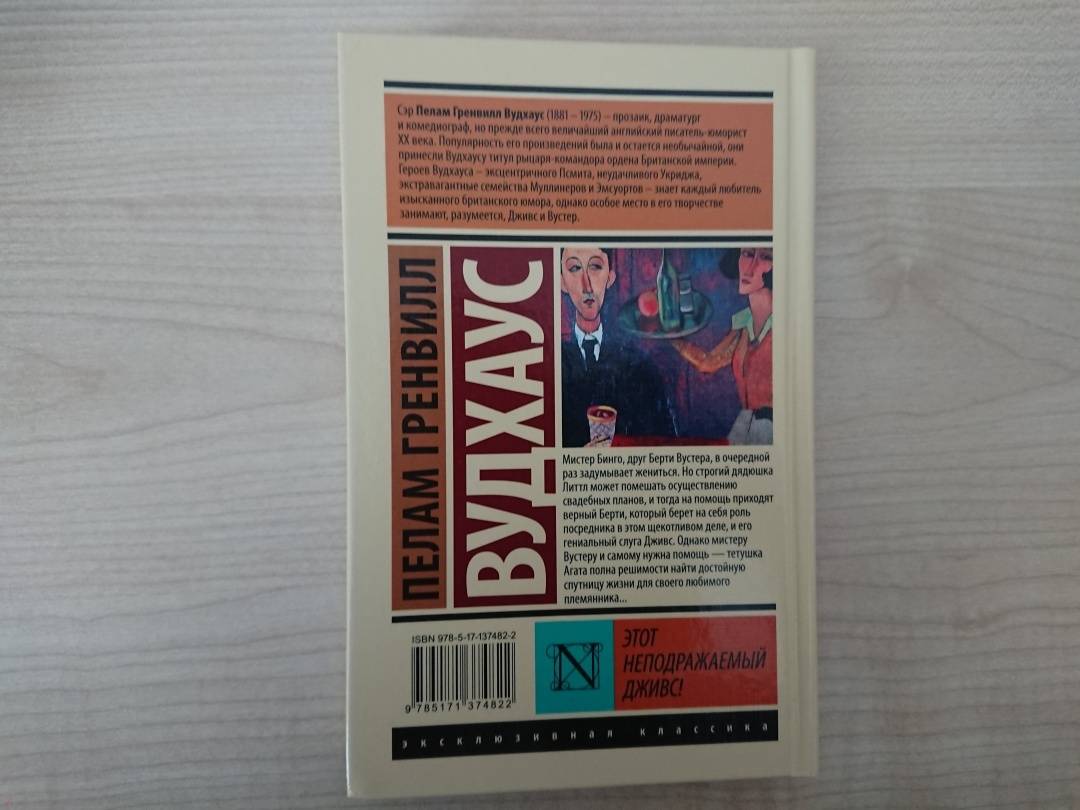 Сэр Пелам Гренвилл Вудхаус (1881 – 1975) – прозаик, драматург
и комедиограф, но прежде всего величайший английский писатель-юморист
XX века. Популярность его произведений была и остается необычайной, они
принесли Вудхаусу титул рыцаря-командора ордена Британской империи.
Героев Вудхауса – эксцентричного Псмита, неудачливого Укриджа,
экстравагантные семейства Муллинеров и Эмсуортов – знает каждый любитель
изысканного британского юмора, однако особое место в его творчестве
занимают, разумеется, Дживс и Вустер.
ПЕЛАМ ГРЕНВИЛЛ
ВУДХАУС
Мистер Бинго, друг Берти Вустера, в очередной
раз задумывает жениться. Но строгий дядюшка
Литтл может помешать осуществлению
свадебных планов, и тогда на помощь приходят
верный Берти, который берет на себя роль
посредника в этом щекотливом деле, и его
гениальный слуга Дживс. Однако мистеру
Вустеру и самому нужна помощь — тетушка
Агата полна решимости найти достойную
спутницу жизни для своего любимого
племянника...
ISBN 978-5-17-137482-2
9 785171 374822
N
ЭТОТ
НЕПОДРАЖАЕМЫЙ
ДЖИВС!
эксклюзивная классика